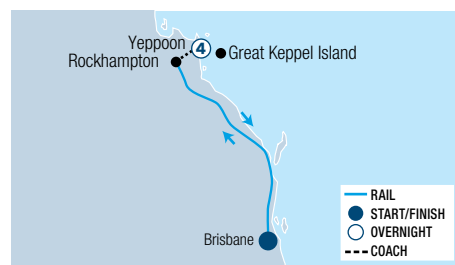 Yeppoon
4
Great Keppel Island
Rockhampton
Brisbane
RAIL
START/FINISH
OVERNIGHT
COACH